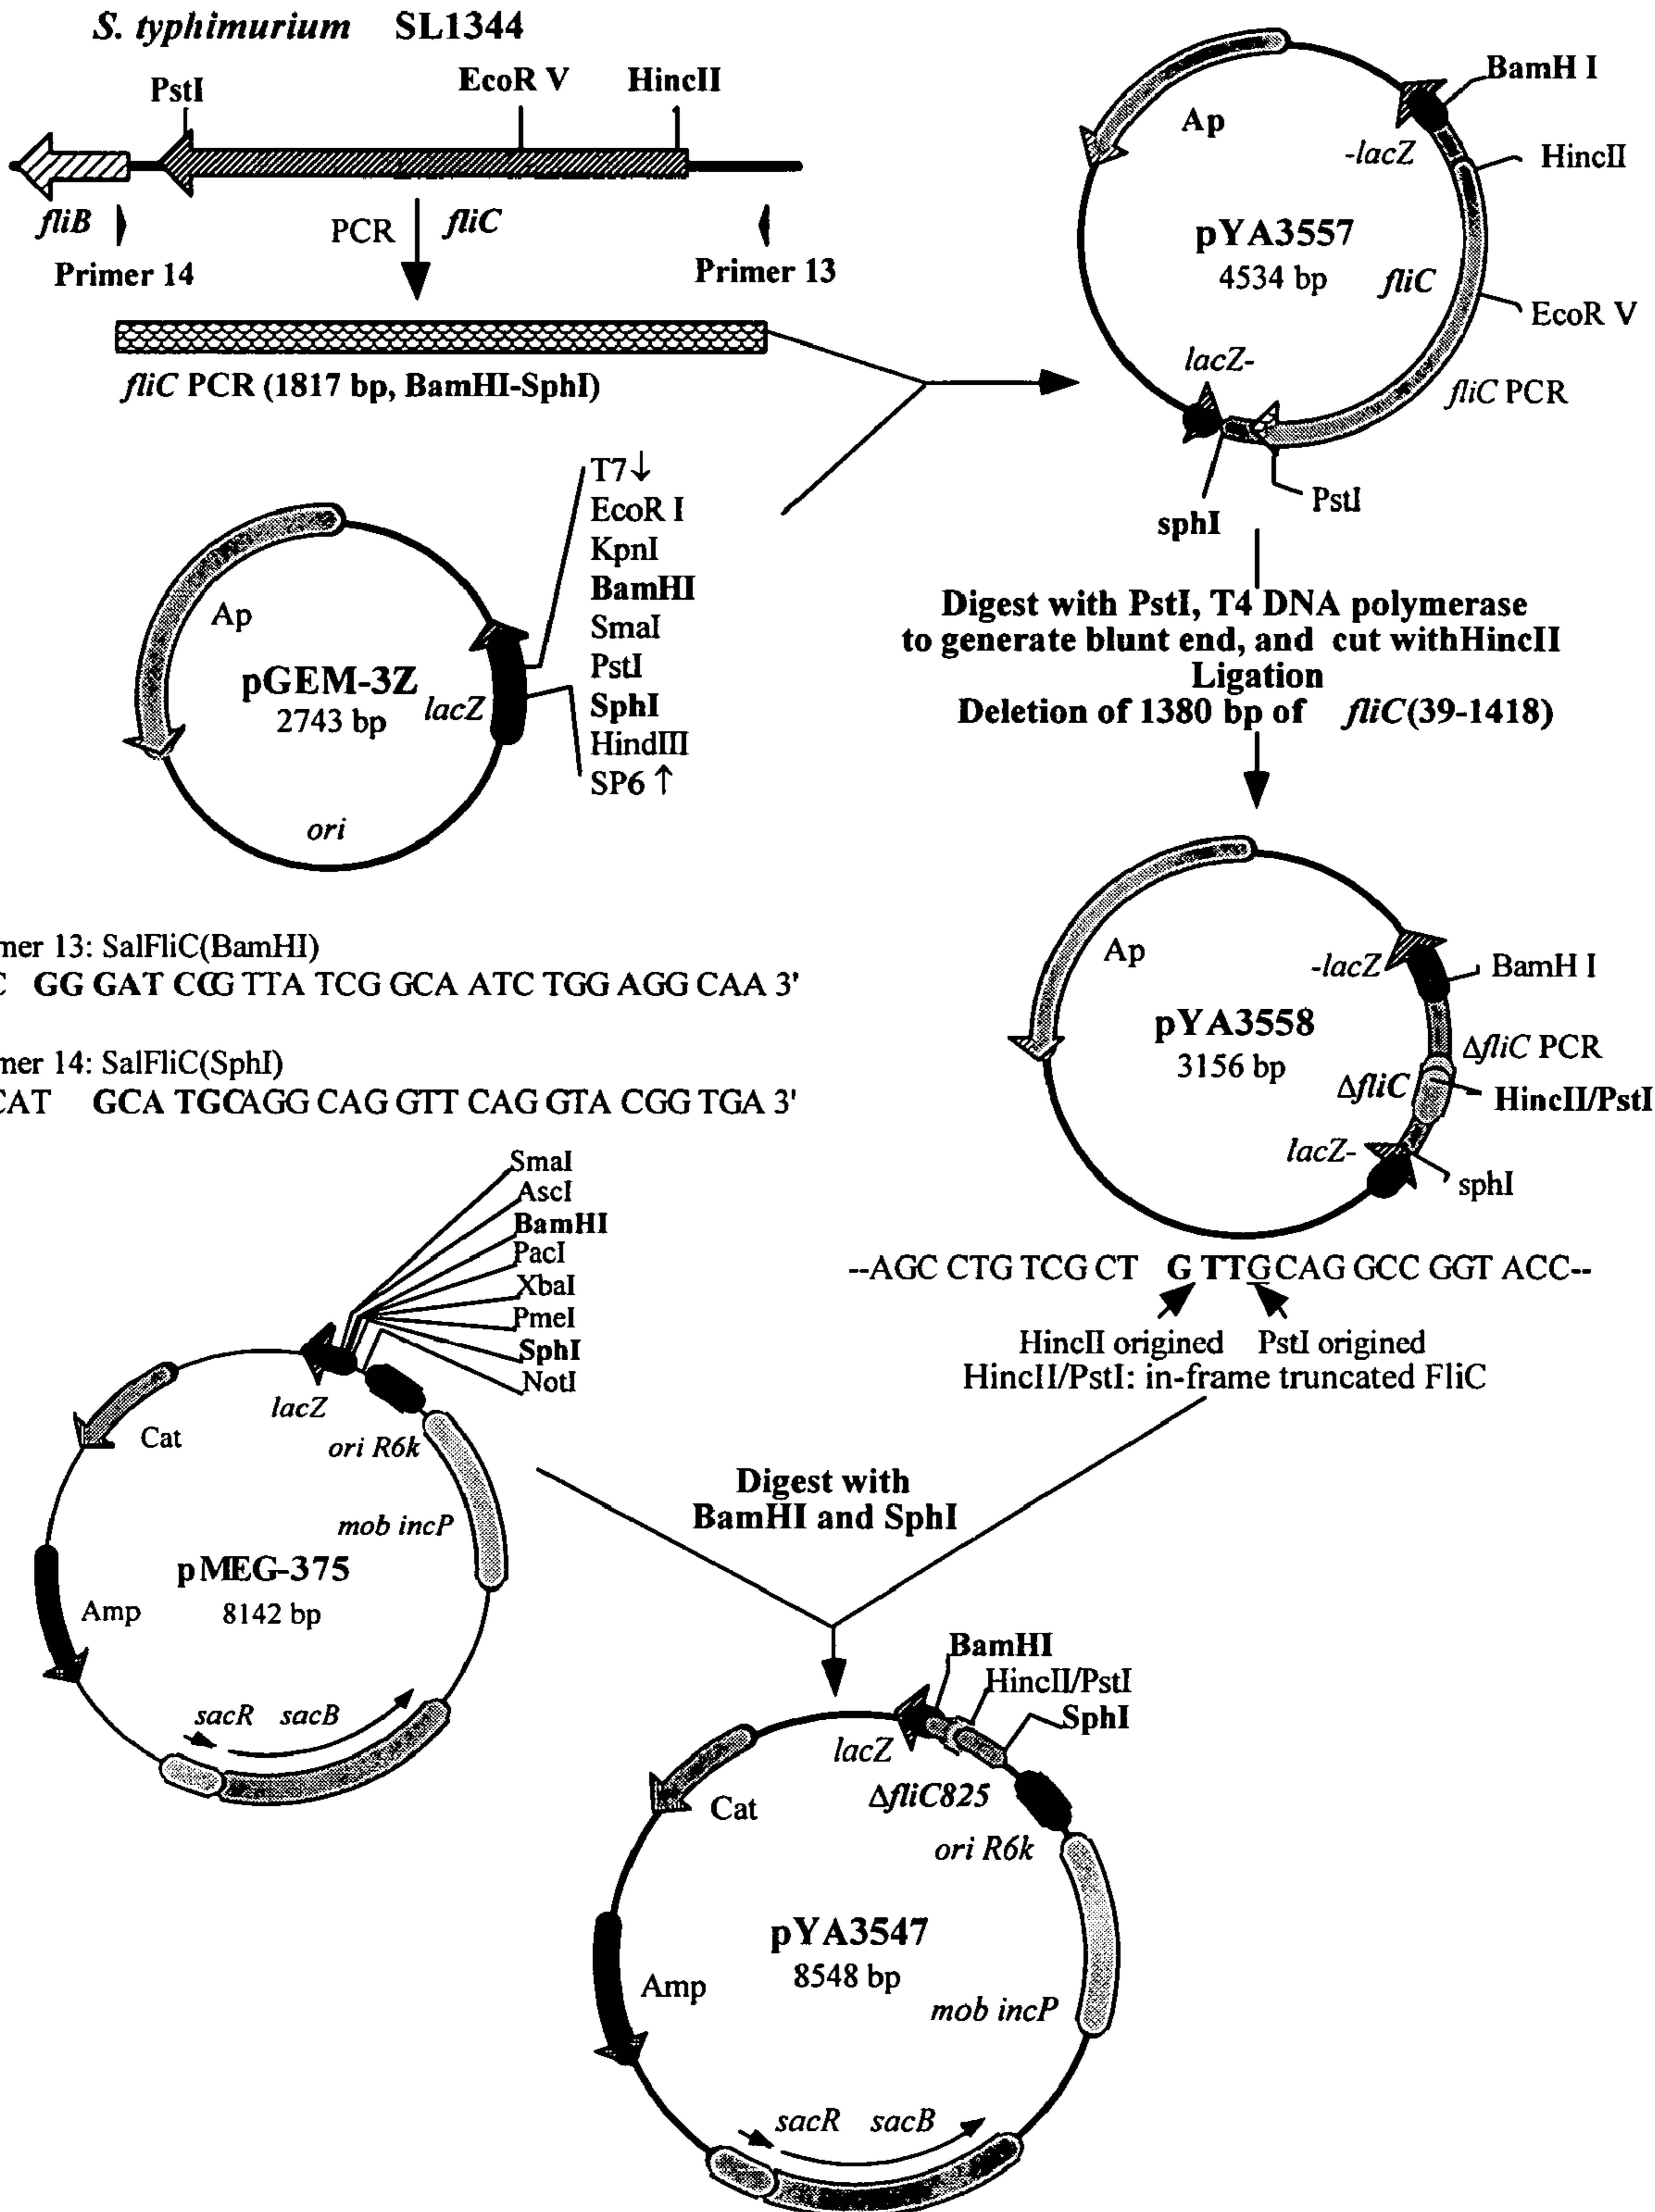 S. typhimurium SL1344
PstI
EcoR V
HincII
fliB
PCR
fliC
Primer 14
Primer 13
fliC PCR (1817 bp, BamHI-SphI)
BamH I
Ap
-lacZ
HincII
pYA3557
4534 bp
fliC
EcoR V
lacZ-
fliC PCR
PstI
sphI
T7↓
EcoR I
KpnI
BamHI
SmaI
PstI
SphI
HindIII
SP6 ↑
Ap
pGEM-3Z
2743 bp
lacZ
ori
Digest with PstI, T4 DNA polymerase
to generate blunt end, and cut withHincII
Ligation
Deletion of 1380 bp of fliC(39-1418)
mer 13: SalFliC(BamHI)
C GG GAT CCG TTA TCG GCA ATC TGG AGG CAA 3'
mer 14: SalFliC(SphI)
CAT GCA TGCAGG CAG GTT CAG GTA CGG TGA 3'
Ap
-lacZ
BamH I
pYA3558
3156 bp
ΔfliC PCR
ΔfliC
HincII/PstI
lacZ-
sphI
--AGC CTG TCG CT G TTGCAG GCC GGT ACC--
HincII origined PstI origined
HincII/PstI: in-frame truncated FliC
SmaI
AscI
BamHI
PacI
XbaI
PmeI
SphI
NotI
lacZ
Cat
ori R6k
mob incP
pMEG-375
8142 bp
Amp
sacR sacB
Digest with
BamHI and SphI
BamHI
HincII/PstI
SphI
lacZ
ΔfliC825
Cat
ori R6k
pYA3547
8548 bp
Amp
mob incP
sacR sacB